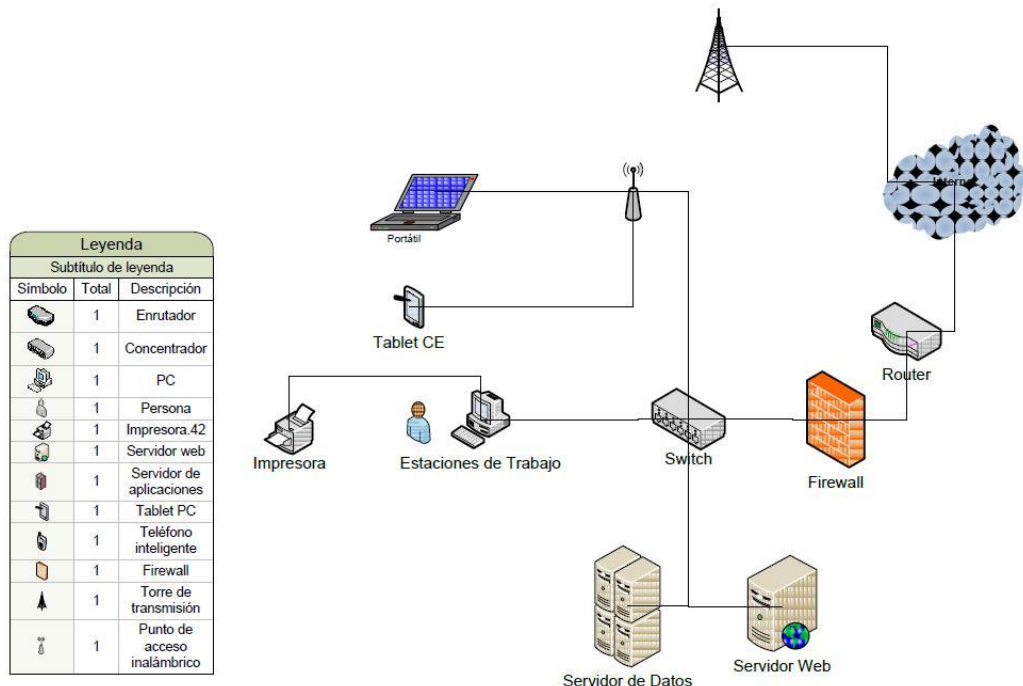 Internet
Portátil
Leyenda
Subtítulo de leyenda
Símbolo Total Descripción
1 Enrutador
1 Concentrador
1 PC
1 Persona
1 Impresora.42
1 Servidor web
1 Servidor de
aplicaciones
1 Tablet PC
1 Teléfono
inteligente
1 Firewall
1 Torre de
transmisión
1 Punto de
acceso
inalámbrico
Tablet CE
Router
Impresora
Estaciones de Trabajo
Switch
Firewall
Servidor de Datos
Servidor Web